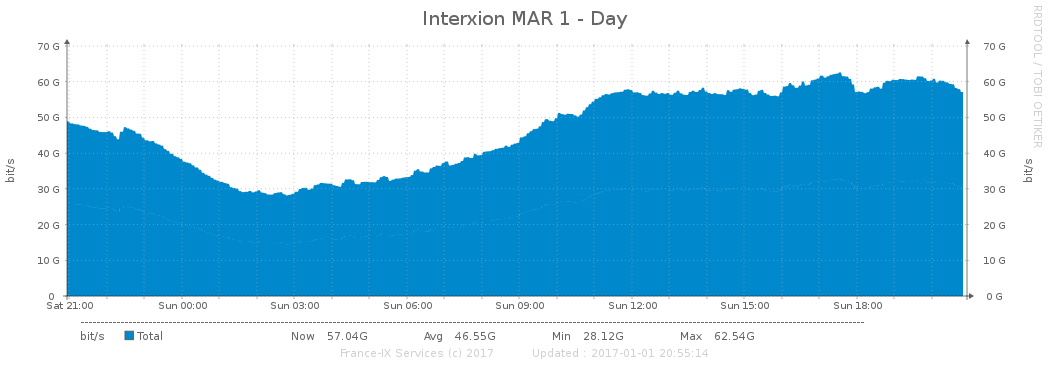 Interxion MAR 1 - Day
RRDTOOL / TOBI OETIKER
70 G 70 G
60 G 60 G
50 G 50 G
40 G 40 G
30 G 30 G
20 G 20 G
10 G 10 G
0 0 G
bit/s bit/s
Sat 21:00 Sun 00:00 Sun 03:00 Sun 06:00 Sun 09:00 Sun 12:00 Sun 15:00 Sun 18:00
bit/s Total Now 57.04G Avg 46.55G Min 28.12G Max 62.54G
France-IX Services (c) 2017 Updated : 2017-01-01 20:55:14